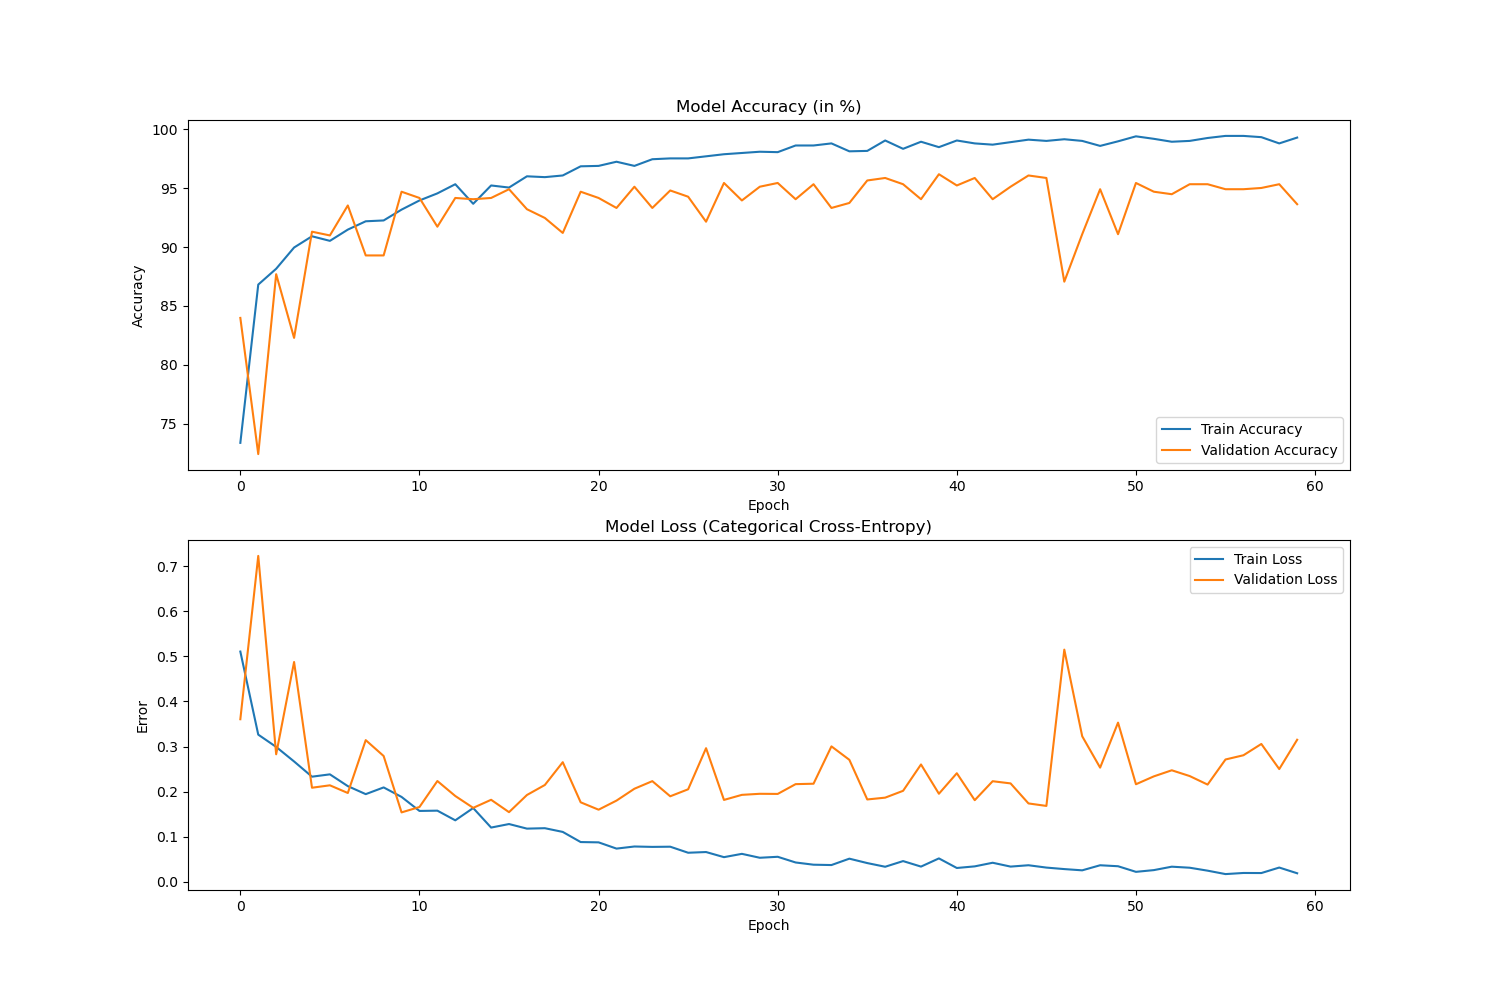 Model Accuracy (in %)
100
95
90
85
80
75
Accuracy
Train Accuracy
Validation Accuracy
0 10 20 30 40 50 60
Epoch
Model Loss (Categorical Cross-Entropy)
0.7
0.6
0.5
0.4
0.3
0.2
0.1
0.0
Error
Train Loss
Validation Loss
0 10 20 30 40 50 60
Epoch